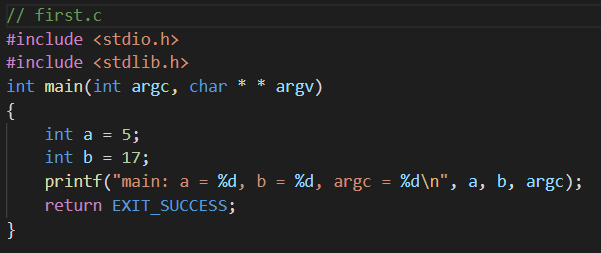 // first.c
#include <stdio.h>
#include <stdlib.h>
int main(int argc, char * * argv)
{
    int a = 5;
    int b = 17;
    printf("main: a = %d, b = %d, argc = %d\n", a, b, argc);
    return EXIT_SUCCESS;
}